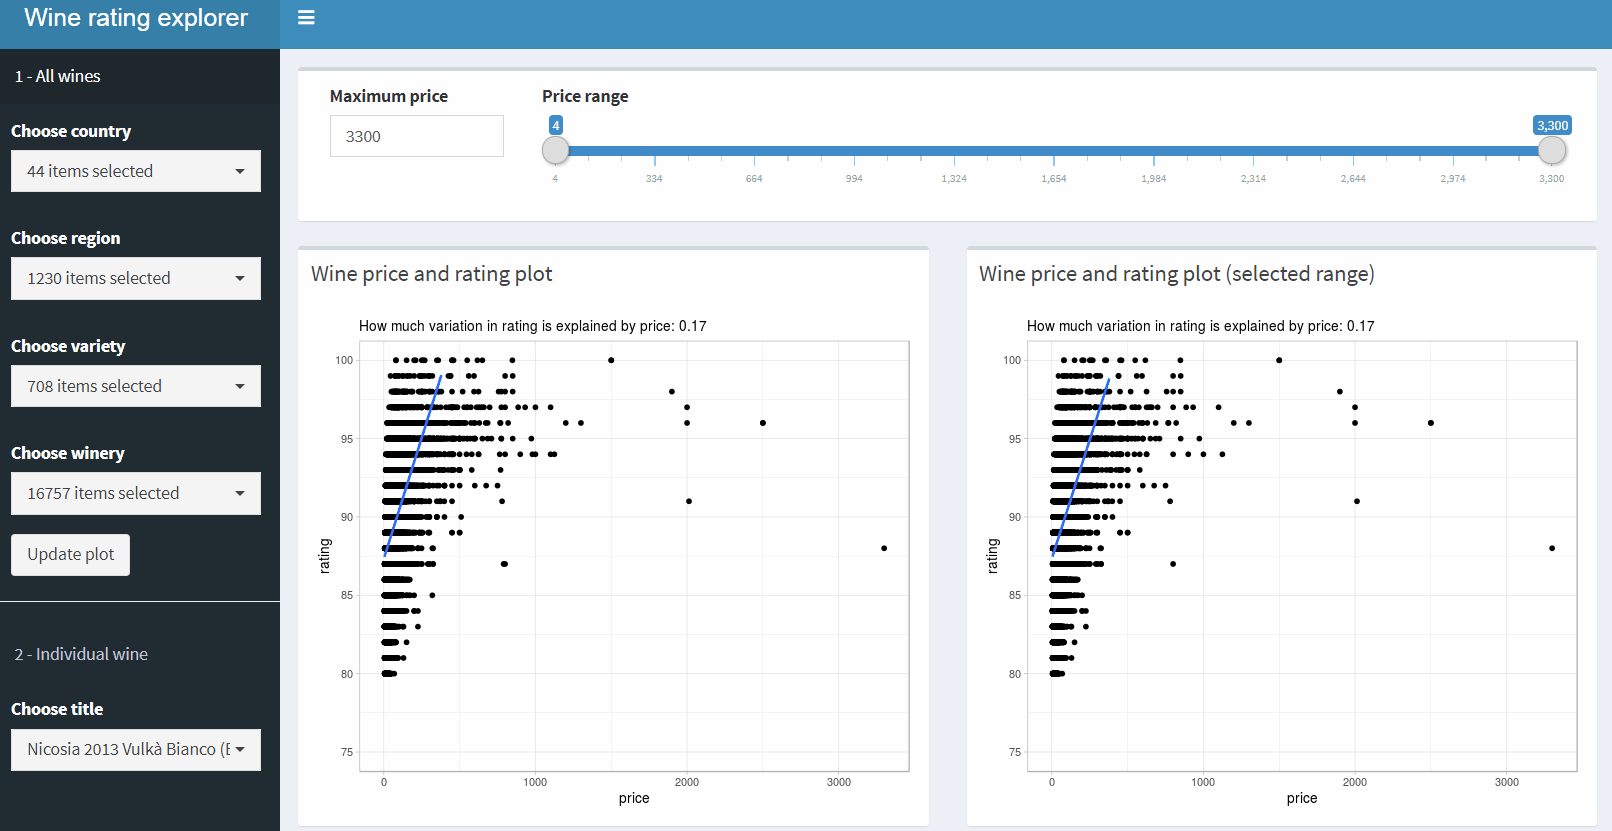 Wine rating explorer
1 - All wines
Choose country
44 items selected
Choose region
1230 items selected
Choose variety
708 items selected
Choose winery
16757 items selected
Update plot
2 - Individual wine
Choose title
Nicosia 2013 Vulkà Bianco (E
Maximum price
3300
Price range
4
3,300
4 334 664 994 1,324 1,654 1,984 2,314 2,644 2,974 3,300
Wine price and rating plot
How much variation in rating is explained by price: 0.17
100
95
90
85
80
75
rating
0 1000 2000 3000
price
Wine price and rating plot (selected range)
How much variation in rating is explained by price: 0.17
100
95
90
85
80
75
rating
0 1000 2000 3000
price